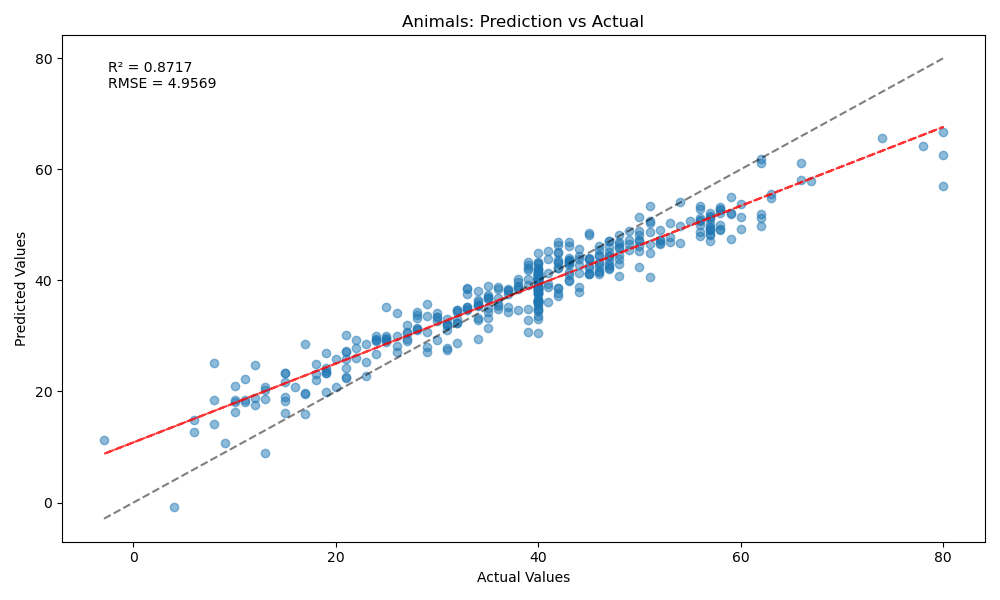 Animals: Prediction vs Actual
R² = 0.8717
RMSE = 4.9569
Predicted Values
80
60
40
20
0
0 20 40 60 80
Actual Values